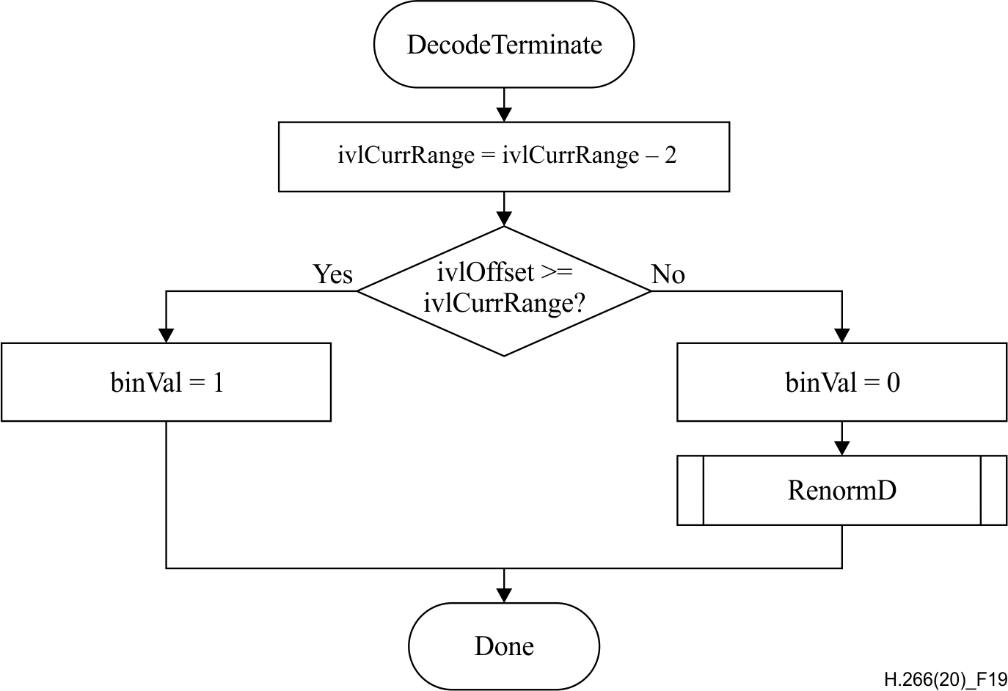 DecodeTerminate
ivlCurrRange = ivlCurrRange – 2
Yes
ivlOffset >=
ivlCurrRange?
No
binVal = 1
binVal = 0
RenormD
Done
H.266(20)_F19